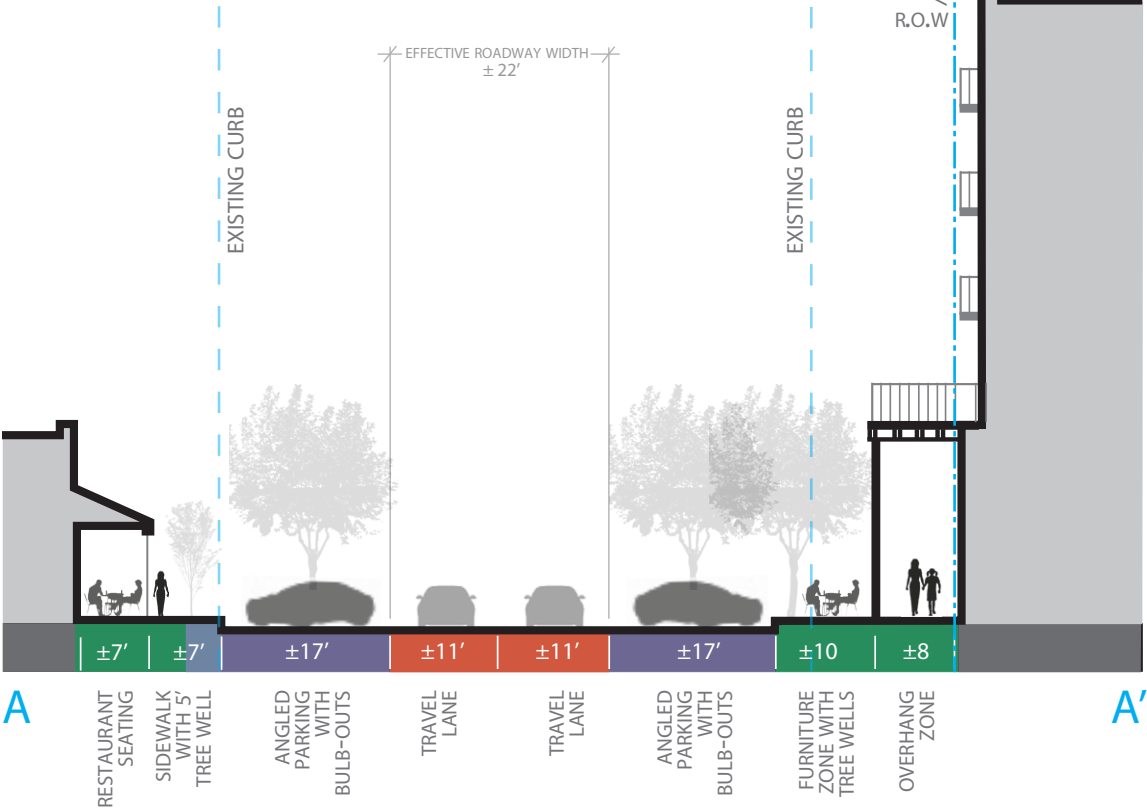 R.O.W
EFFECTIVE ROADWAY WIDTH
± 22’
EXISTING CURB
EXISTING CURB
±7’
±7’
±17’
±11’
±11’
±17’
±10
±8
A
A’
RESTAURANT
SEATING
SIDEWALK
WITH 5’
TREE WELL
ANGLED
PARKING
WITH
BULB-OUTS
TRAVEL
LANE
TRAVEL
LANE
ANGLED
PARKING
WITH
BULB-OUTS
FURNITURE
ZONE WITH
TREE WELLS
OVERHANG
ZONE